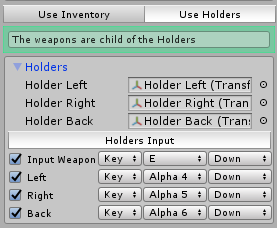 Use Inventory Use Holders
The weapons are child of the Holders
Holders
Holder Left Holder Left (Transf
Holder Right Holder Right (Tran
Holder Back Holder Back (Trans
Holders Input
Input Weapon Key E Down
Left Key Alpha 4 Down
Right Key Alpha 5 Down
Back Key Alpha 6 Down